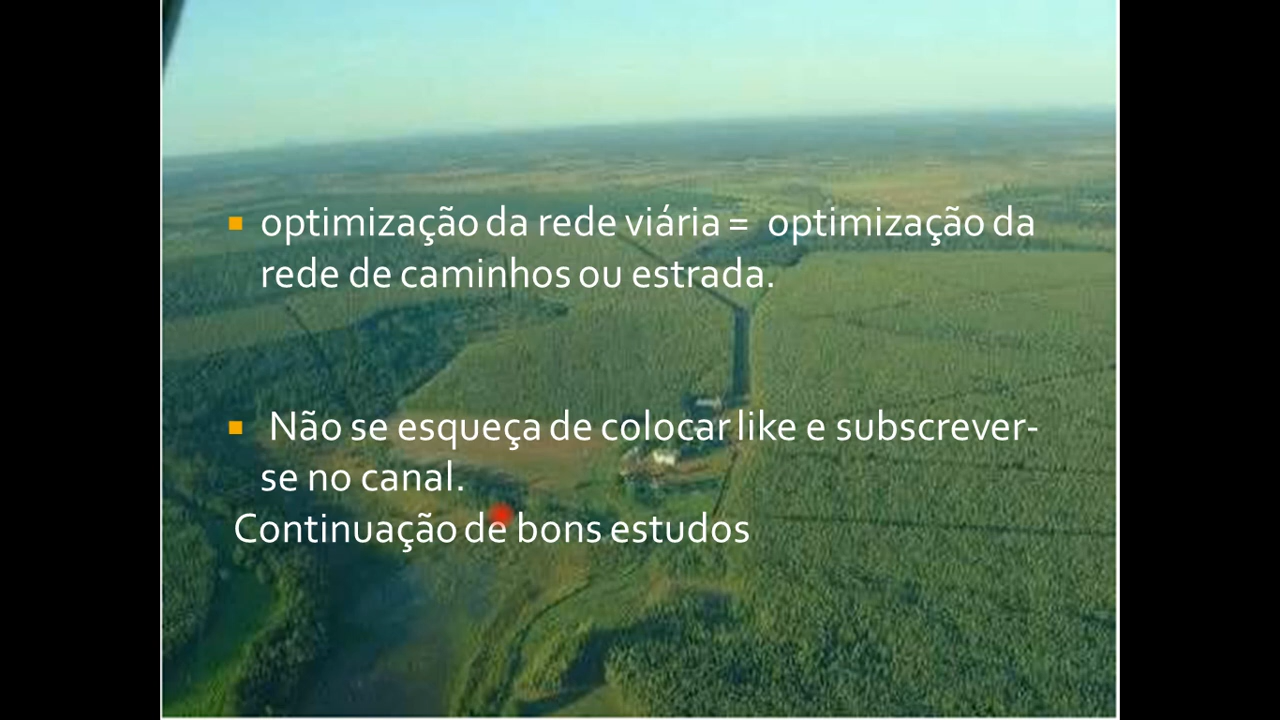 optimização da rede viária = optimização da
rede de caminhos ou estrada.
Não se esqueça de colocar like e subscrever-
se no canal.
Continuação de bons estudos